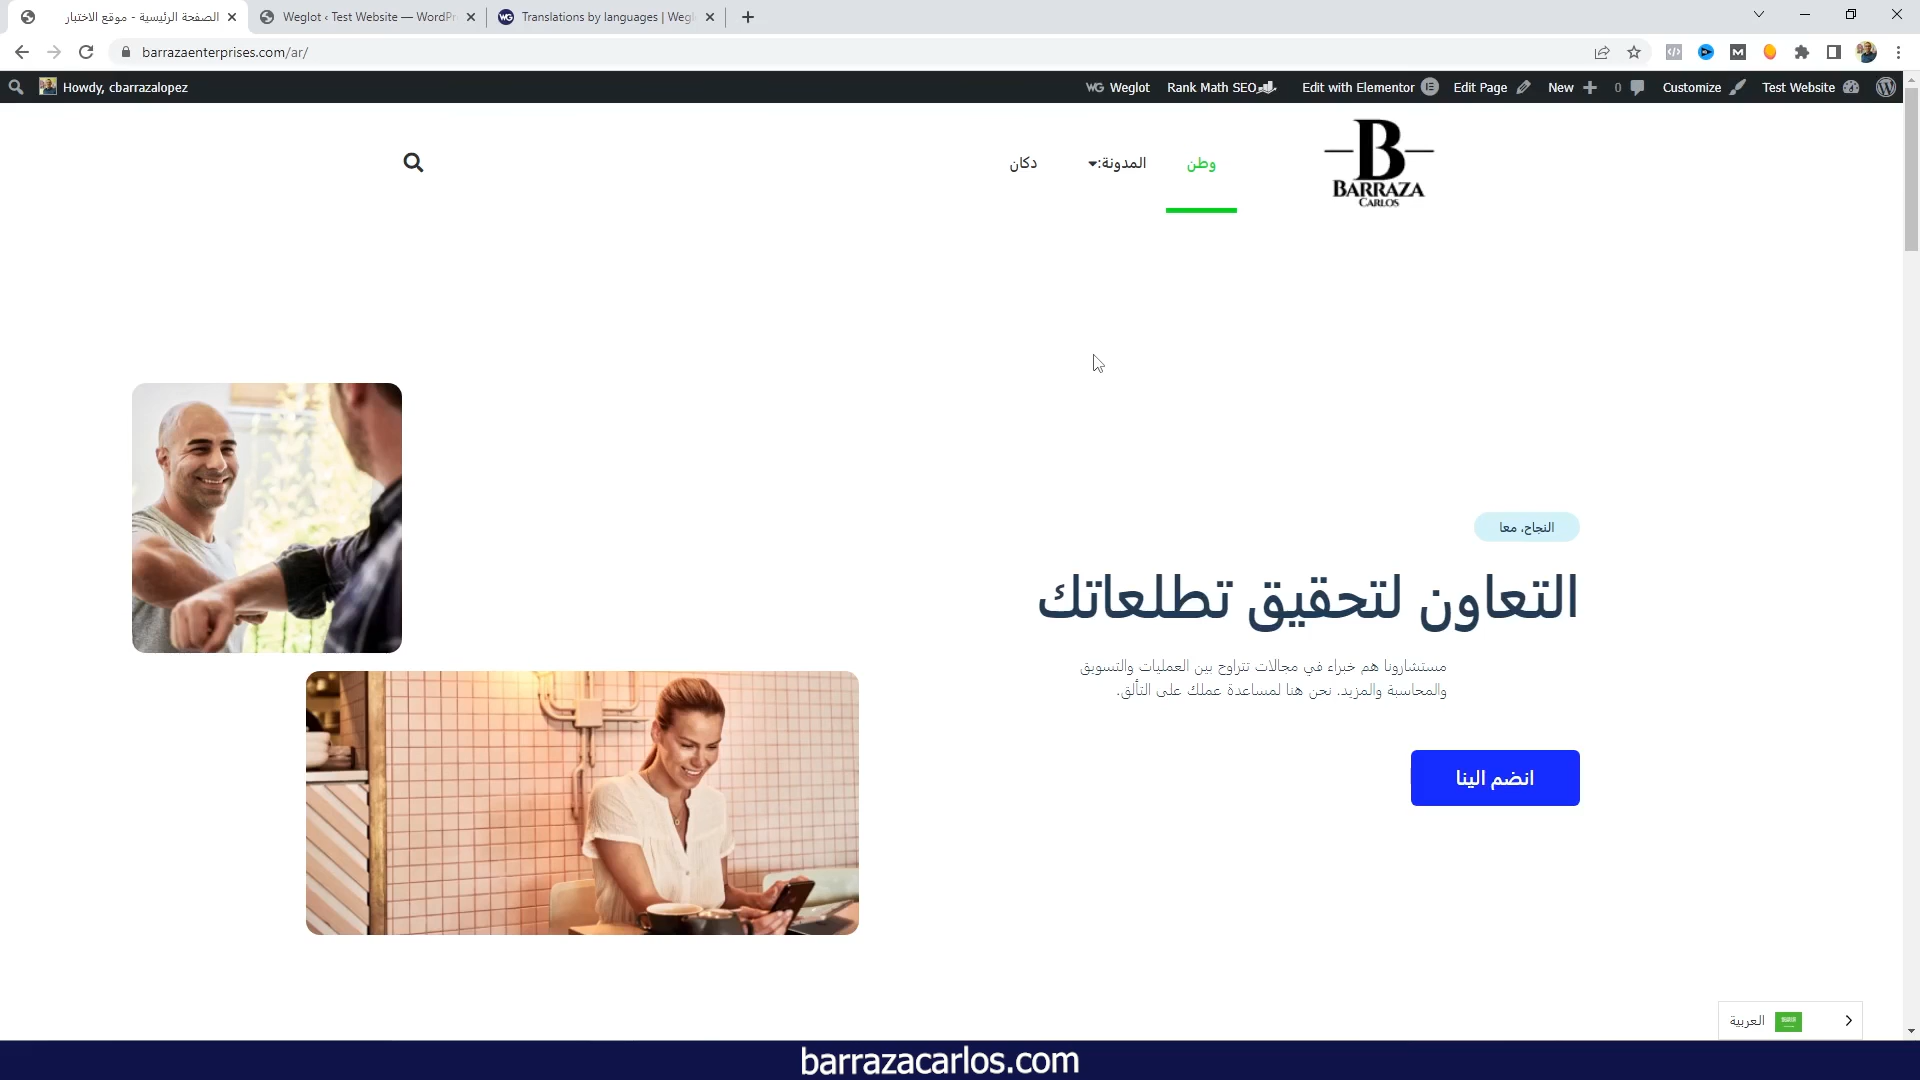 الصفحة الرئيسية - موقع الاختبار
Weglot ‹ Test Website — WordPr
Translations by languages | Wegl
barrazaenterprises.com/ar/
Howdy, cbarrazalopez
WG Weglot
Rank Math SEO
Edit with Elementor
Edit Page
New
0
Customize
Test Website
B
BARRAZA
CARLOS
وطن
المدونة:
دكان
النجاح، معا
التعاون لتحقيق تطلعاتك
مستشارونا هم خبراء في مجالات تتراوح بين العمليات والتسويق
والمحاسبة والمزيد. نحن هنا لمساعدة عملك على التألق.
انضم الينا
العربية
barrazacarlos.com